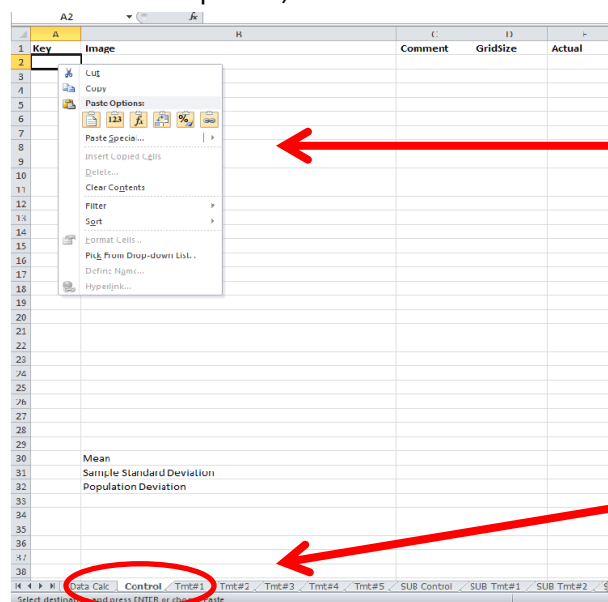 A2 fx
A B C D
1 Key Image Comment GridSize Actual
2
3 Cut
4 Copy
5 Paste Options:
6 123 fx %
7 Paste Special...
8
9 Insert Copied Cells
10 Delete...
11 Clear Contents
12 Filter
13 Sort
14
15 Format Cells...
16 Pick From Drop-down List...
17 Define Name...
18 Hyperlink...
19
20
21
22
23
24
25
26
27
28
29
30 Mean
31 Sample Standard Deviation
32 Population Deviation
33
34
35
36
37
38
Data Calc Control Tmt#1 Tmt#2 Tmt#3 Tmt#4 Tmt#5 SUB Control SUB Tmt#1 SUB Tmt#2 S
Select destination and press ENTER or choose Paste